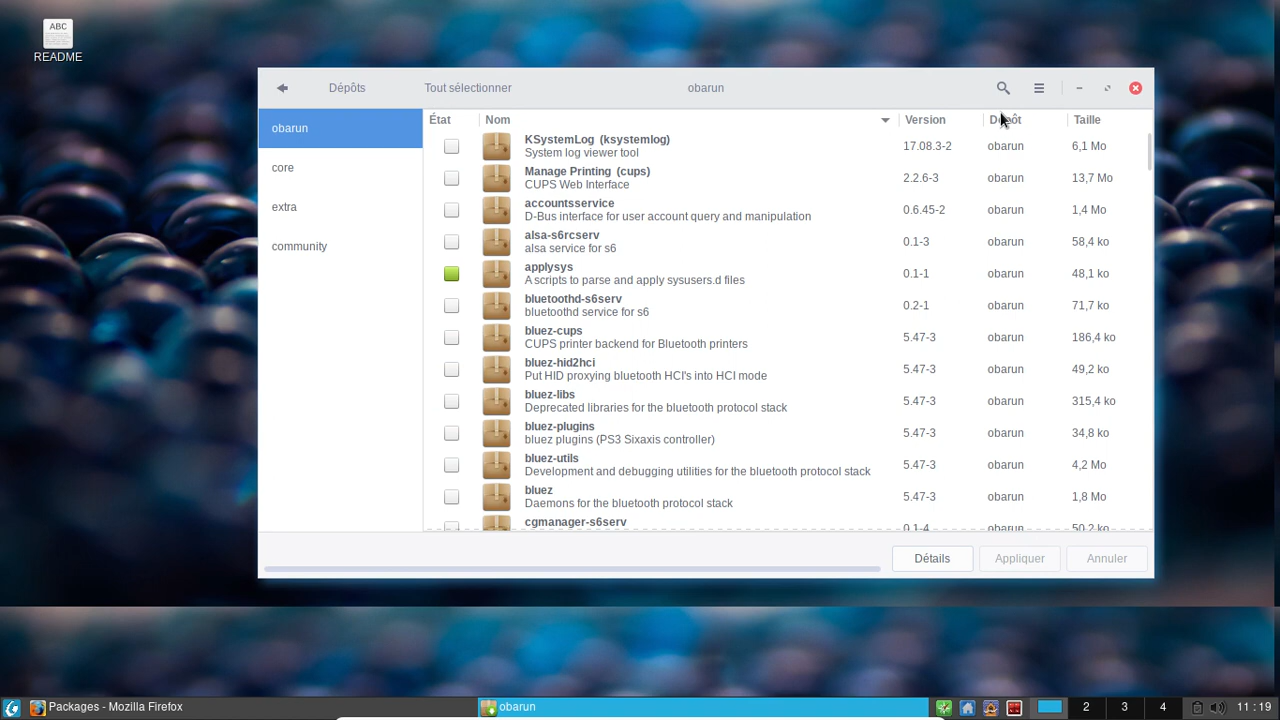 ABC
README
Dépôts Tout sélectionner obarun
obarun
core
extra
community
État Nom Version Dépôt Taille
KSystemLog (ksystemlog)
System log viewer tool
17.08.3-2 obarun 6,1 Mo
Manage Printing (cups)
CUPS Web Interface
2.2.6-3 obarun 13,7 Mo
accountsservice
D-Bus interface for user account query and manipulation
0.6.45-2 obarun 1,4 Mo
alsa-s6rcserv
alsa service for s6
0.1-3 obarun 58,4 ko
applysys
A scripts to parse and apply sysusers.d files
0.1-1 obarun 48,1 ko
bluetoothd-s6serv
bluetoothd service for s6
0.2-1 obarun 71,7 ko
bluez-cups
CUPS printer backend for Bluetooth printers
5.47-3 obarun 186,4 ko
bluez-hid2hci
Put HID proxying bluetooth HCI's into HCI mode
5.47-3 obarun 49,2 ko
bluez-libs
Deprecated libraries for the bluetooth protocol stack
5.47-3 obarun 315,4 ko
bluez-plugins
bluez plugins (PS3 Sixaxis controller)
5.47-3 obarun 34,8 ko
bluez-utils
Development and debugging utilities for the bluetooth protocol stack
5.47-3 obarun 4,2 Mo
bluez
Daemons for the bluetooth protocol stack
5.47-3 obarun 1,8 Mo
cgmanager-s6serv
0.1-4 obarun 50,2 ko
Détails Appliquer Annuler
Packages - Mozilla Firefox obarun 2 3 4 11 : 19